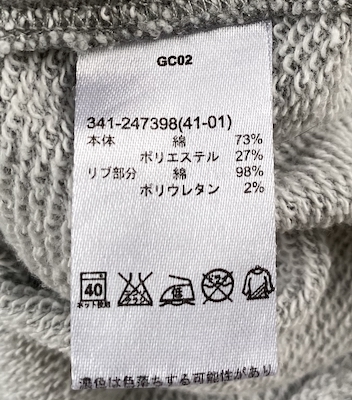 GC02
341-247398(41-01)
本体 綿 73%
ポリエステル 27%
リブ部分 綿 98%
ポリウレタン 2%
40 低
ネット使用
濃色は色落ちする可能性があり